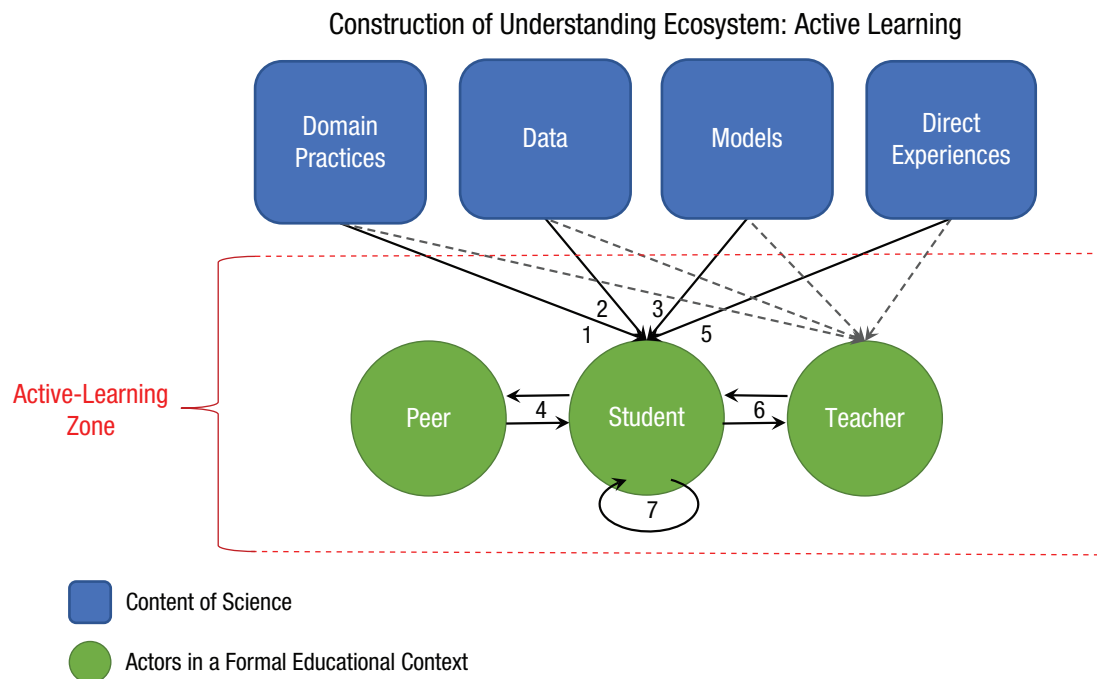 Construction of Understanding Ecosystem: Active Learning
Domain
Practices
Data
Models
Direct
Experiences
2
3
1
5
Active-Learning
Zone
Peer
4
Student
6
Teacher
7
Content of Science
Actors in a Formal Educational Context